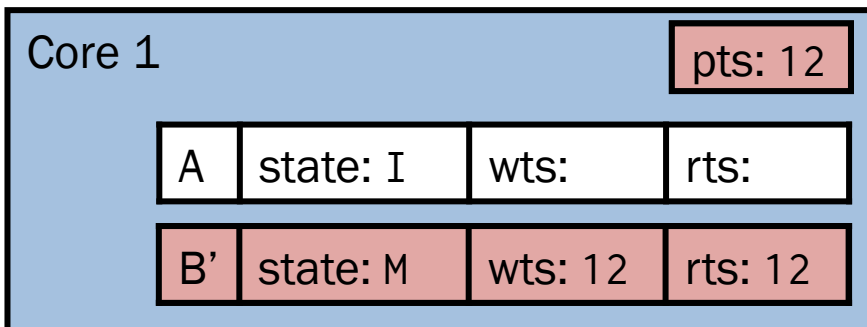 Core 1
pts: 12
A state: I wts: rts:
B’ state: M wts: 12 rts: 12